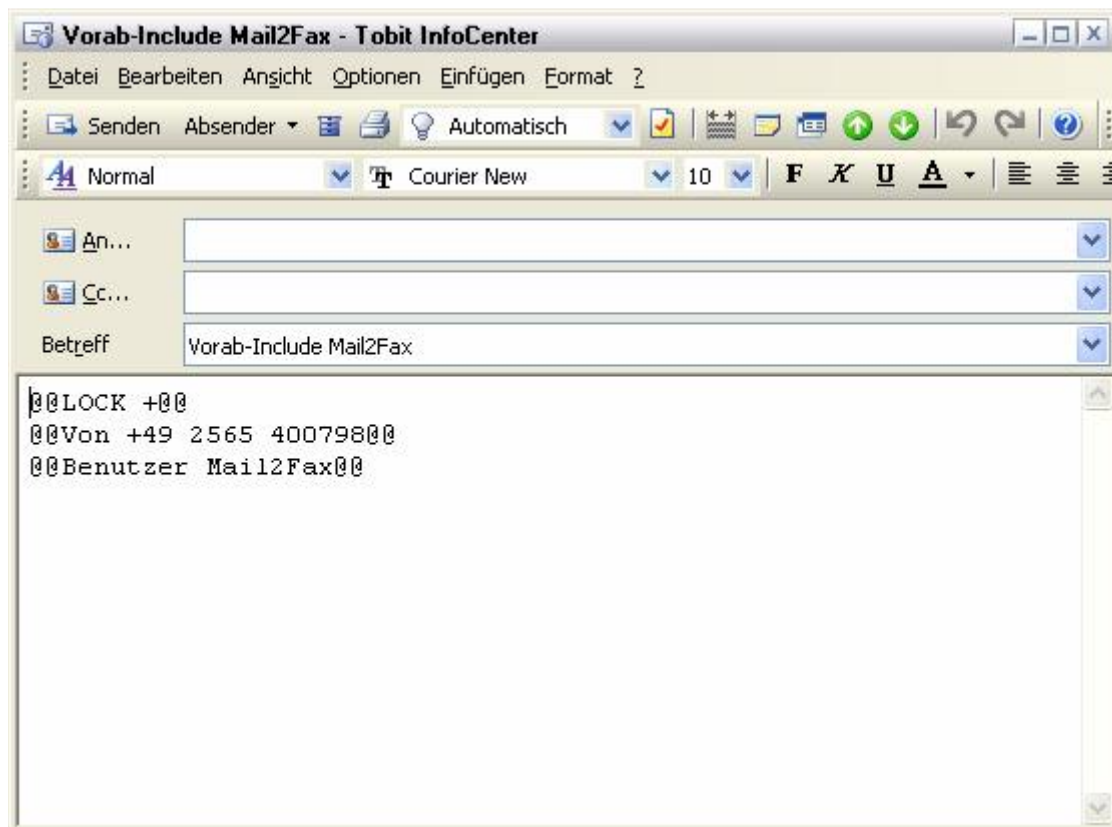 Vorab-Include Mail2Fax - Tobit InfoCenter
Datei Bearbeiten Ansicht Optionen Einfügen Format ?
Senden Absender Automatisch
Normal Courier New 10 F K U A
An...
Cc...
Betreff Vorab-Include Mail2Fax
@@LOCK +@@
@@Von +49 2565 400798@@
@@Benutzer Mail2Fax@@